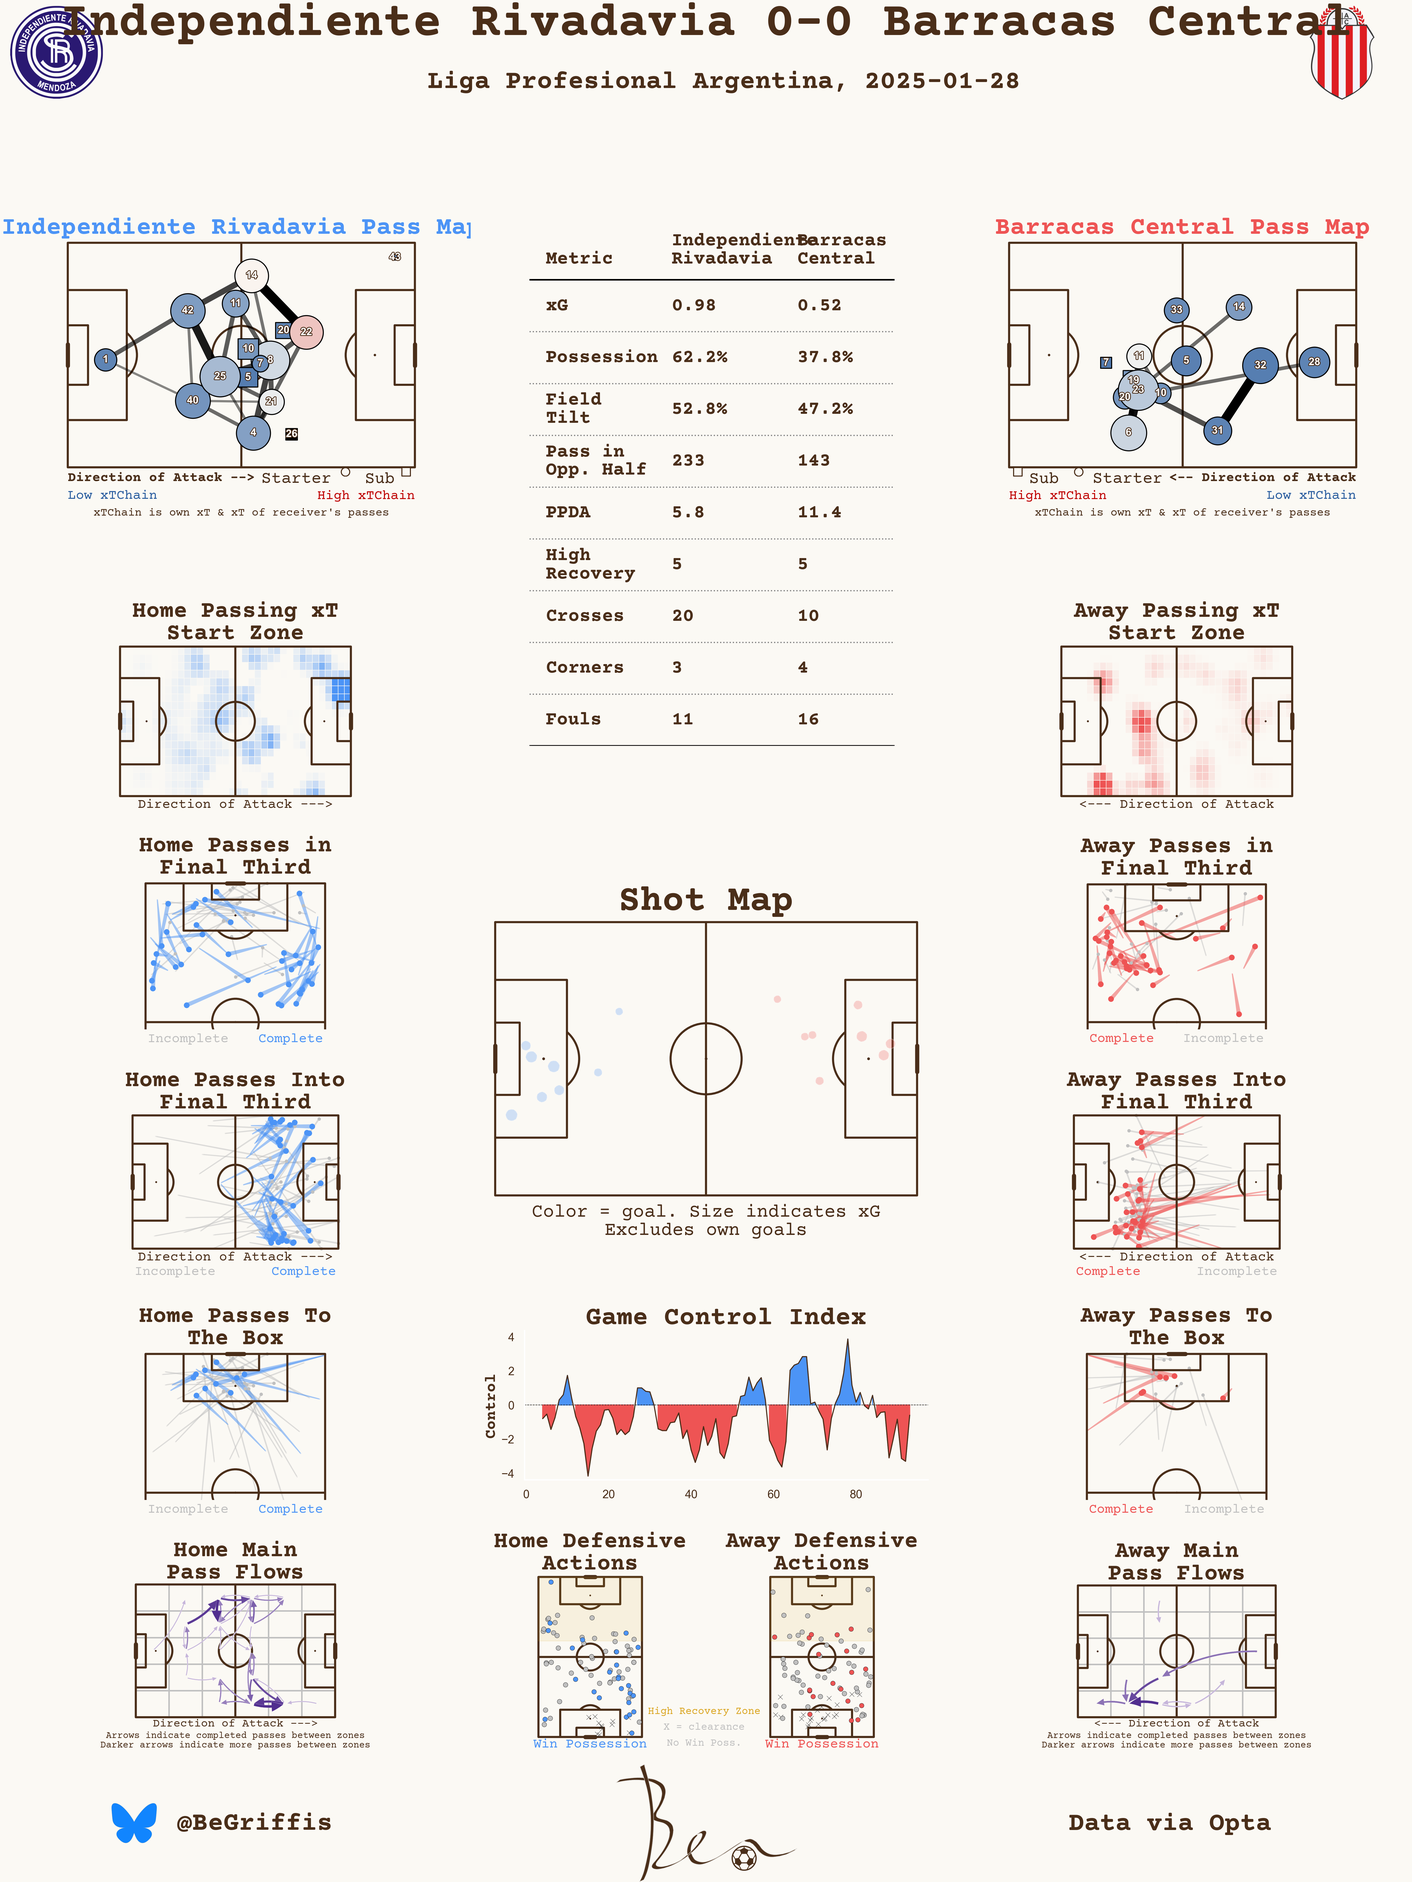 Independiente Rivadavia 0-0 Barracas Central
Liga Profesional Argentina, 2025-01-28
INDEPENDIENTE RIVADAVIA
MENDOZA
Independiente Rivadavia Pass Map
43
14
42
11
20
22
1
10
7
8
25
5
40
21
4
26
Direction of Attack --> Starter Sub
Low xTChain High xTChain
xTChain is own xT & xT of receiver's passes
Metric Independiente Rivadavia Barracas Central
xG 0.98 0.52
Possession 62.2% 37.8%
Field Tilt 52.8% 47.2%
Pass in Opp. Half 233 143
PPDA 5.8 11.4
High Recovery 5 5
Crosses 20 10
Corners 3 4
Fouls 11 16
Barracas Central Pass Map
33
14
7
11
5
32
28
19
20
23
10
6
31
Sub Starter <-- Direction of Attack
High xTChain Low xTChain
xTChain is own xT & xT of receiver's passes
Home Passing xT
Start Zone
Direction of Attack --->
Away Passing xT
Start Zone
<--- Direction of Attack
Home Passes in
Final Third
Incomplete Complete
Away Passes in
Final Third
Complete Incomplete
Shot Map
Color = goal. Size indicates xG
Excludes own goals
Home Passes Into
Final Third
Direction of Attack --->
Incomplete Complete
Away Passes Into
Final Third
<--- Direction of Attack
Complete Incomplete
Home Passes To
The Box
Incomplete Complete
Game Control Index
Control
4
2
0
−2
−4
0 20 40 60 80
Away Passes To
The Box
Complete Incomplete
Home Main
Pass Flows
Direction of Attack --->
Arrows indicate completed passes between zones
Darker arrows indicate more passes between zones
Home Defensive
Actions
Win Possession
Away Defensive
Actions
Win Possession
High Recovery Zone
X = clearance
No Win Poss.
Away Main
Pass Flows
<--- Direction of Attack
Arrows indicate completed passes between zones
Darker arrows indicate more passes between zones
@BeGriffis
Ben
Data via Opta